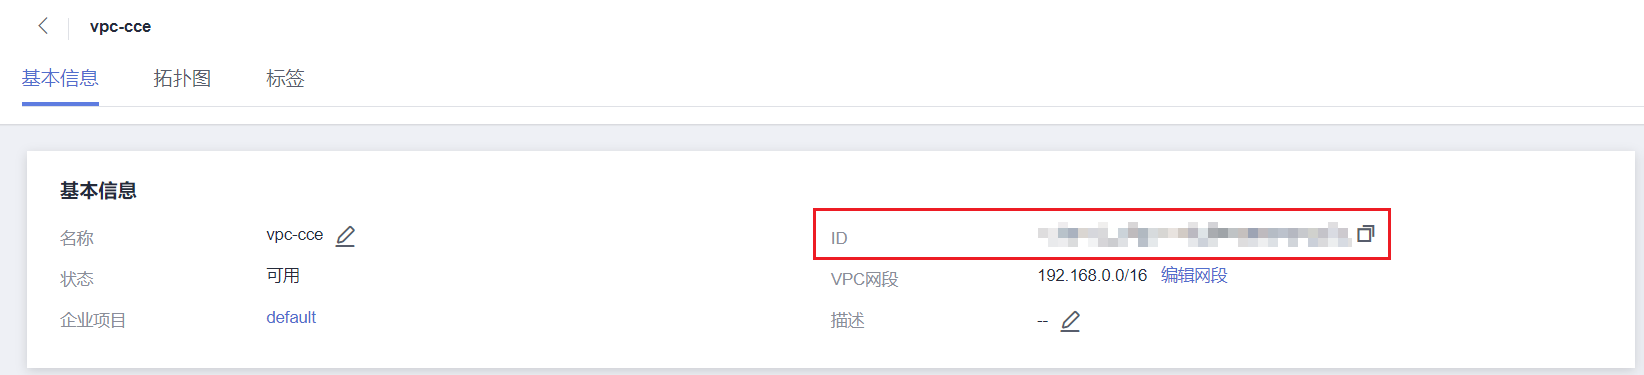 vpc-cce
基本信息 拓扑图 标签
基本信息
名称 vpc-cce
ID
状态 可用
VPC网段 192.168.0.0/16 编辑网段
企业项目 default
描述 --